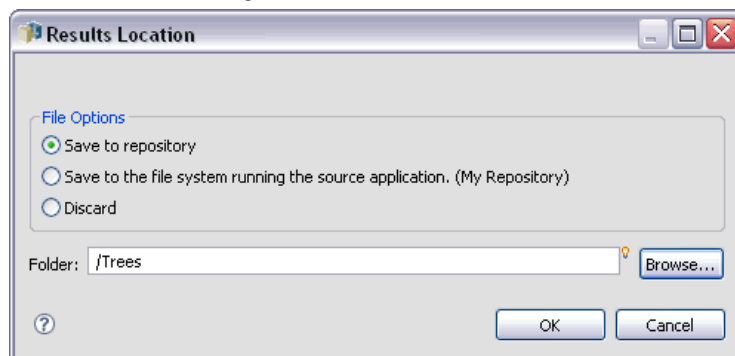 Results Location
File Options
Save to repository
Save to the file system running the source application. (My Repository)
Discard
Folder: /Trees Browse...
? OK Cancel